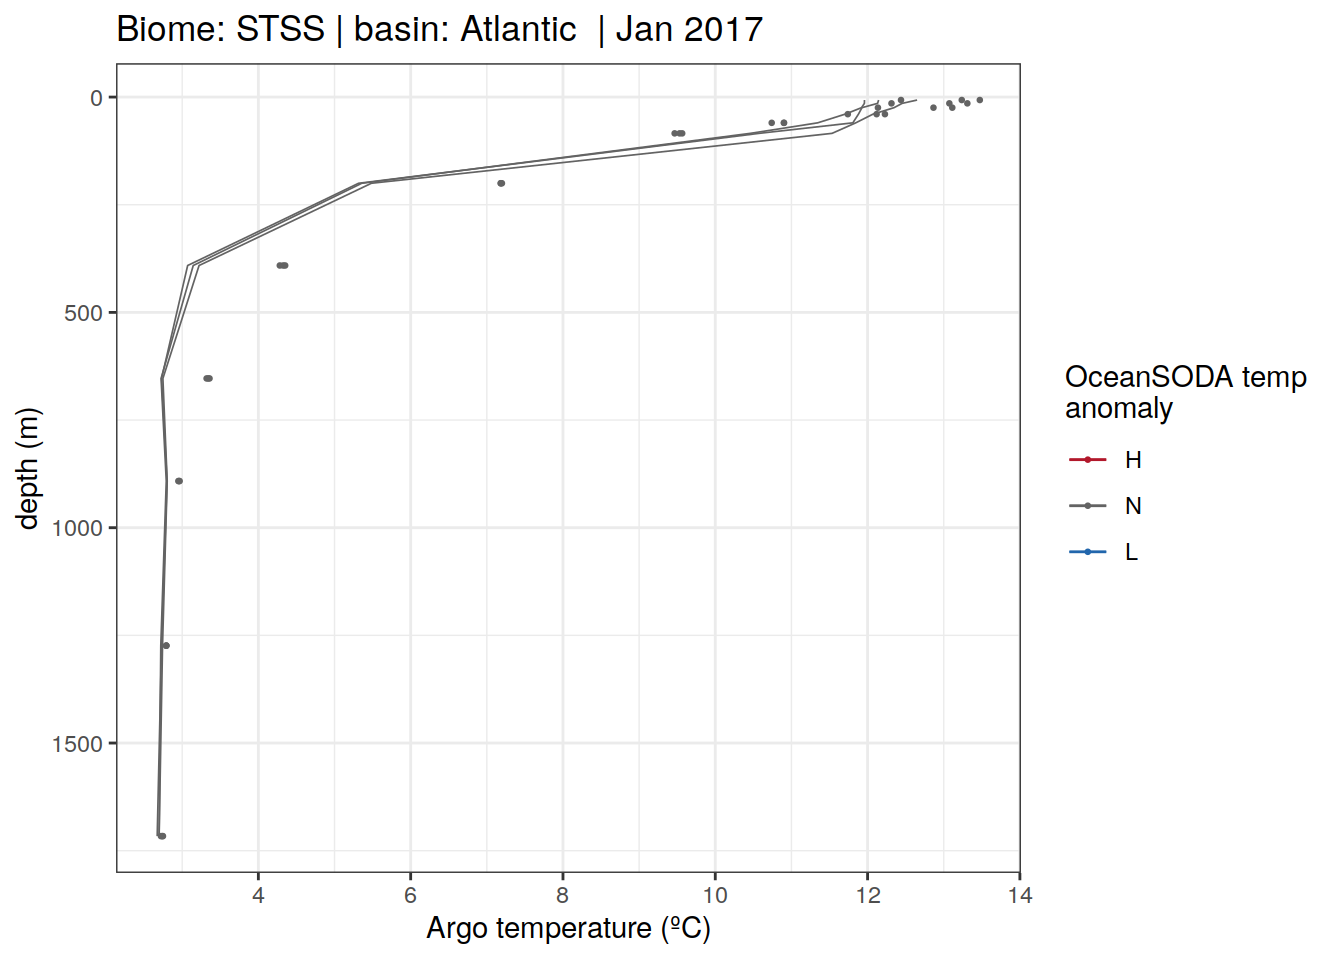 Biome: STSS | basin: Atlantic  | Jan 2017
0
500
1000
1500
depth (m)
4
6
8
10
12
14
Argo temperature (ºC)
OceanSODA temp
anomaly
H
N
L